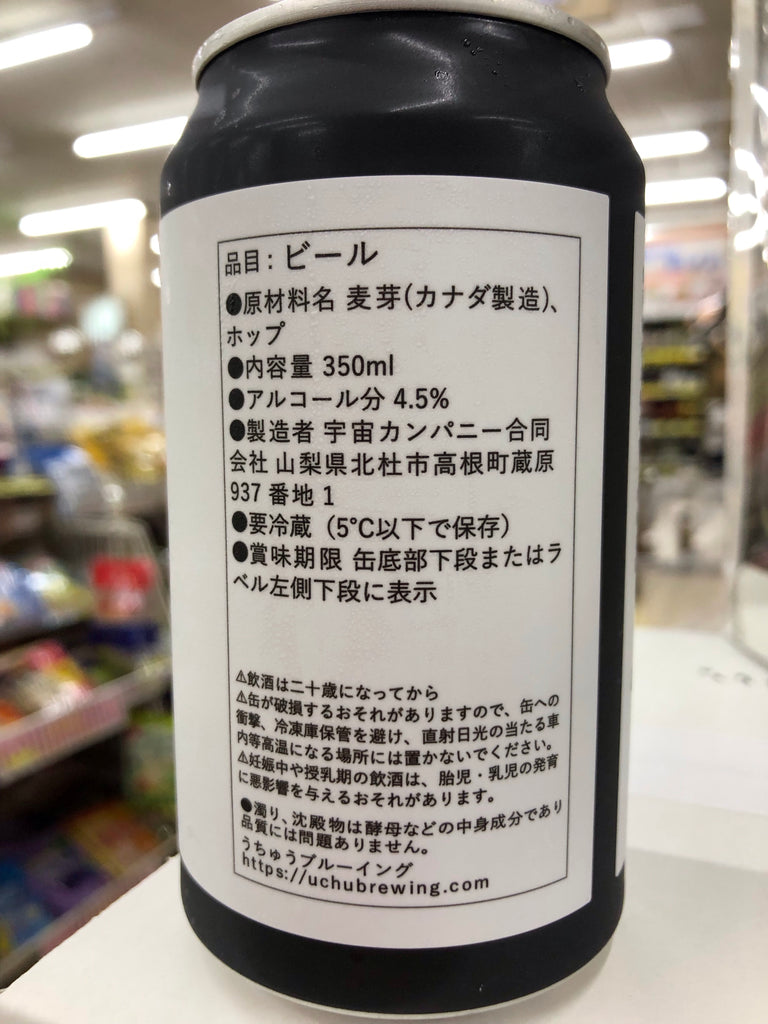 品目：ビール
●原材料名 麦芽(カナダ製造)、
ホップ
●内容量 350ml
●アルコール分 4.5%
●製造者 宇宙カンパニー合同
会社 山梨県北杜市高根町蔵原
937 番地 1
●要冷蔵（5℃以下で保存）
●賞味期限 缶底部下段またはラ
ベル左側下段に表示
⚠飲酒は二十歳になってから
⚠缶が破損するおそれがありますので、缶への
衝撃、冷凍庫保管を避け、直射日光の当たる車
内等高温になる場所には置かないでください。
⚠妊娠中や授乳期の飲酒は、胎児・乳児の発育
に悪影響を与えるおそれがあります。
●濁り、沈殿物は酵母などの中身成分であり
品質には問題ありません。
うちゅうブルーイング
https://uchubrewing.com